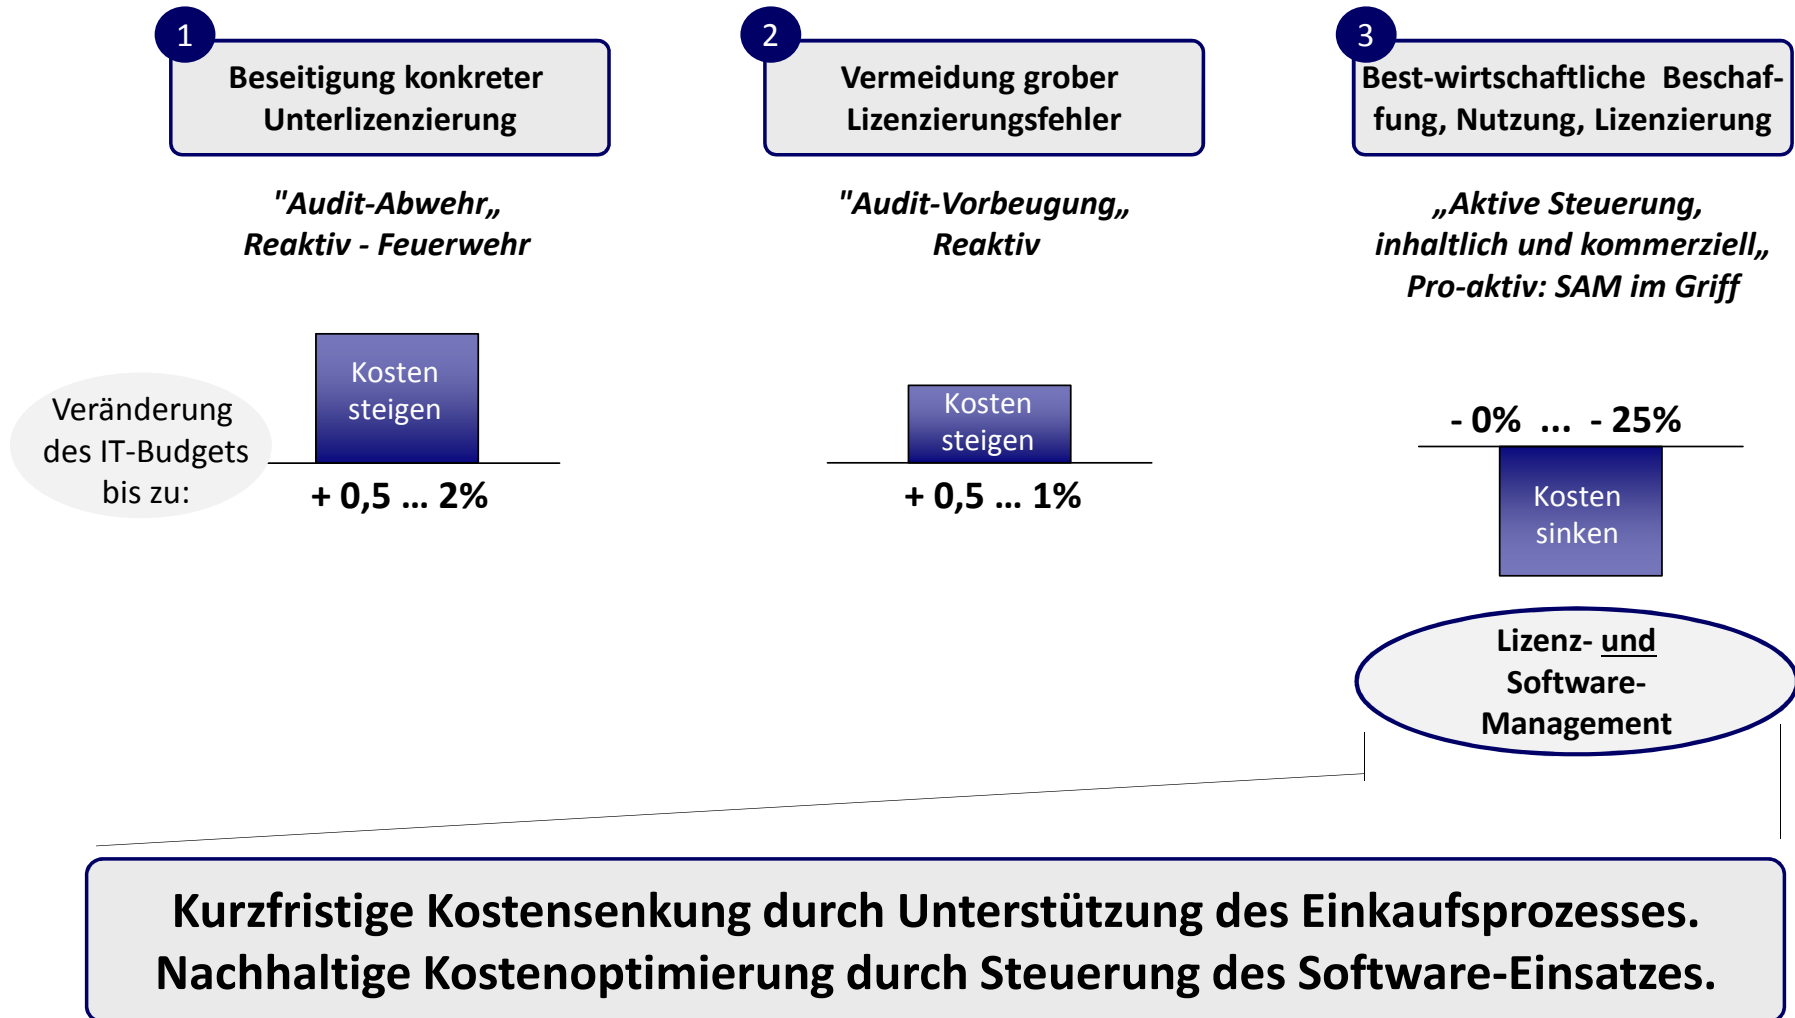 1
Beseitigung konkreter
Unterlizenzierung
"Audit-Abwehr„
Reaktiv - Feuerwehr
2
Vermeidung grober
Lizenzierungsfehler
"Audit-Vorbeugung„
Reaktiv
3
Best-wirtschaftliche Beschaf-
fung, Nutzung, Lizenzierung
„Aktive Steuerung,
inhaltlich und kommerziell„
Pro-aktiv: SAM im Griff
Veränderung
des IT-Budgets
bis zu:
Kosten
steigen
+ 0,5 ... 2%
Kosten
steigen
+ 0,5 ... 1%
- 0% ... - 25%
Kosten
sinken
Lizenz- und
Software-
Management
Kurzfristige Kostensenkung durch Unterstützung des Einkaufsprozesses.
Nachhaltige Kostenoptimierung durch Steuerung des Software-Einsatzes.